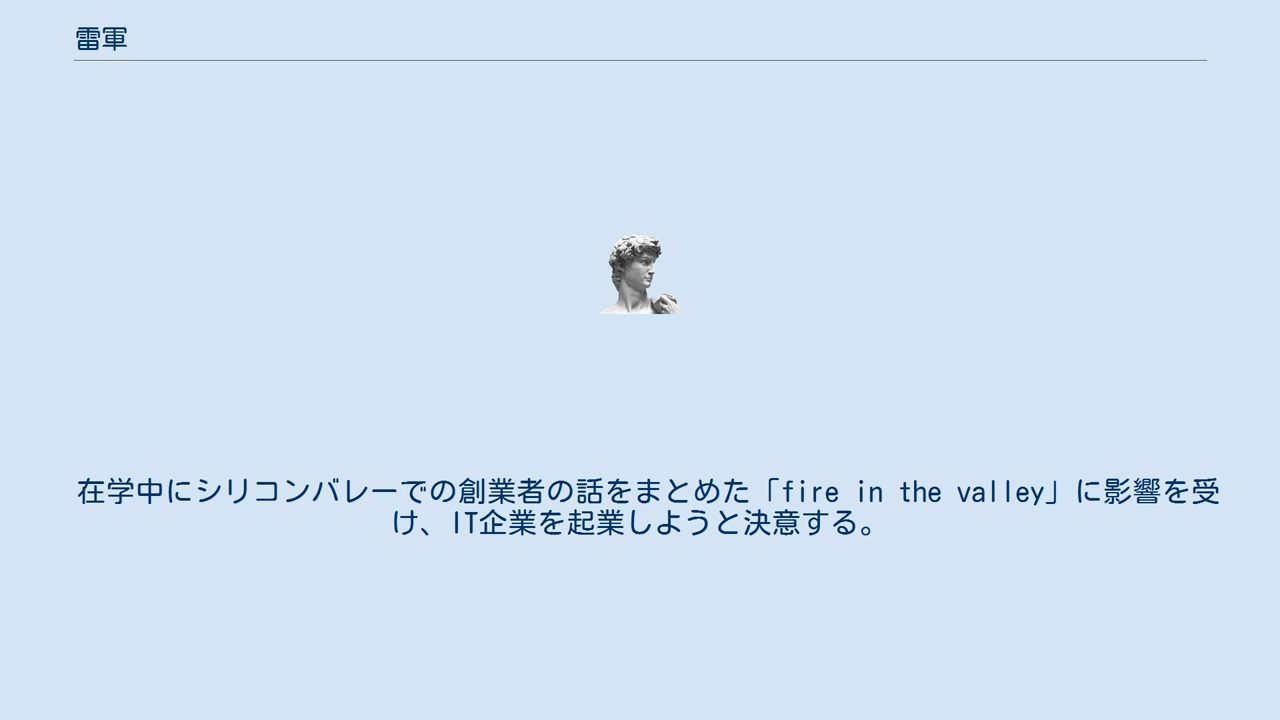 雷軍
在学中にシリコンバレーでの創業者の話をまとめた「fire in the valley」に影響を受
け、IT企業を起業しようと決意する。